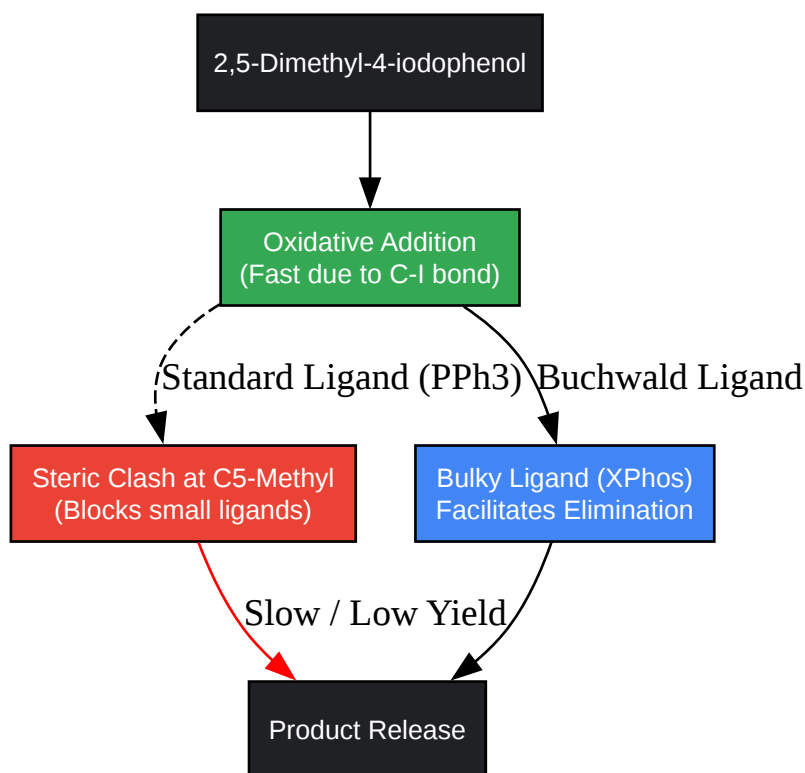 2,5-Dimethyl-4-iodophenol
Oxidative Addition
(Fast due to C-I bond)
Standard Ligand (PPh3)
Buchwald Ligand
Steric Clash at C5-Methyl
(Blocks small ligands)
Bulky Ligand (XPhos)
Facilitates Elimination
Slow / Low Yield
Product Release